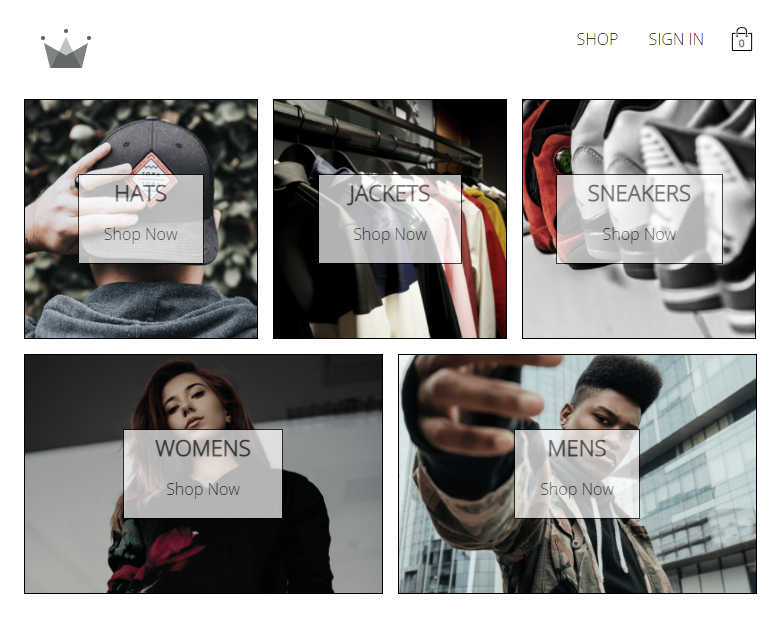 SHOP SIGN IN 0
HATS
Shop Now
JACKETS
Shop Now
SNEAKERS
Shop Now
WOMENS
Shop Now
MENS
Shop Now